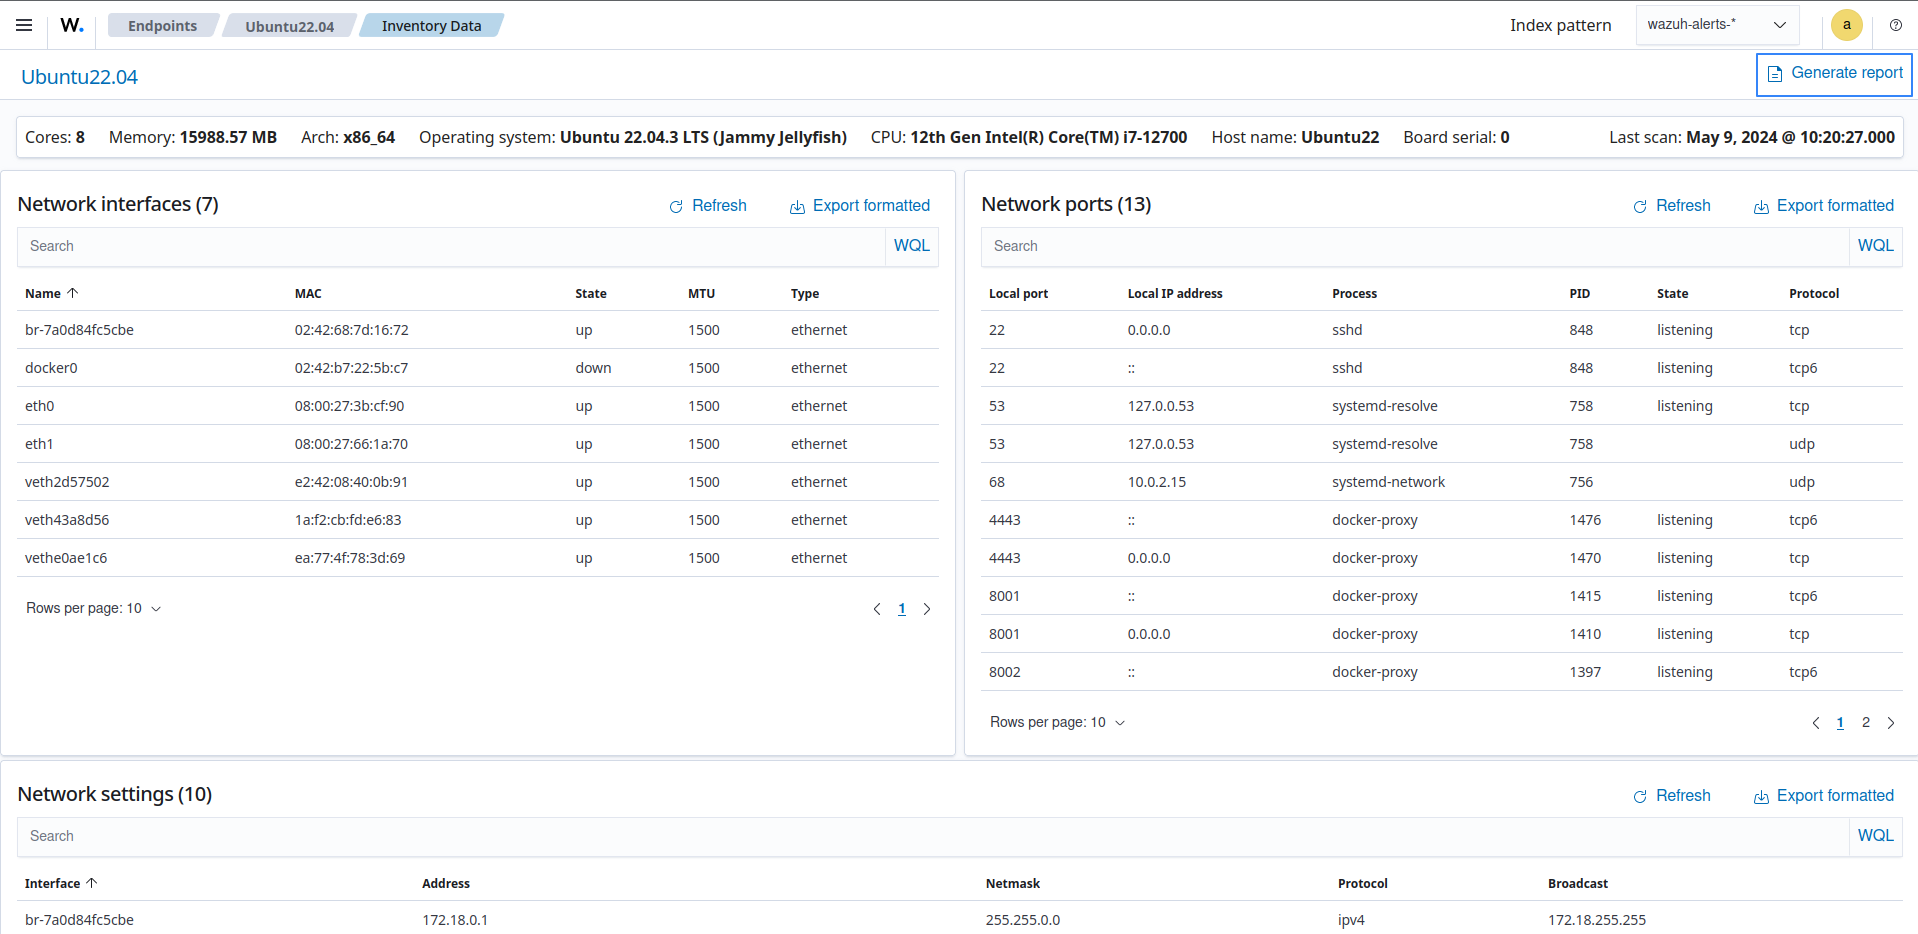 W. Endpoints Ubuntu22.04 Inventory Data Index pattern wazuh-alerts-* a
Ubuntu22.04 Generate report
Cores: 8 Memory: 15988.57 MB Arch: x86_64 Operating system: Ubuntu 22.04.3 LTS (Jammy Jellyfish) CPU: 12th Gen Intel(R) Core(TM) i7-12700 Host name: Ubuntu22 Board serial: 0 Last scan: May 9, 2024 @ 10:20:27.000
Network interfaces (7) Refresh Export formatted
Search WQL
Name MAC State MTU Type
br-7a0d84fc5cbe 02:42:68:7d:16:72 up 1500 ethernet
docker0 02:42:b7:22:5b:c7 down 1500 ethernet
eth0 08:00:27:3b:cf:90 up 1500 ethernet
eth1 08:00:27:66:1a:70 up 1500 ethernet
veth2d57502 e2:42:08:40:0b:91 up 1500 ethernet
veth43a8d56 1a:f2:cb:fd:e6:83 up 1500 ethernet
vethe0ae1c6 ea:77:4f:78:3d:69 up 1500 ethernet
Rows per page: 10 1
Network ports (13) Refresh Export formatted
Search WQL
Local port Local IP address Process PID State Protocol
22 0.0.0.0 sshd 848 listening tcp
22 :: sshd 848 listening tcp6
53 127.0.0.53 systemd-resolve 758 listening tcp
53 127.0.0.53 systemd-resolve 758 udp
68 10.0.2.15 systemd-network 756 udp
4443 :: docker-proxy 1476 listening tcp6
4443 0.0.0.0 docker-proxy 1470 listening tcp
8001 :: docker-proxy 1415 listening tcp6
8001 0.0.0.0 docker-proxy 1410 listening tcp
8002 :: docker-proxy 1397 listening tcp6
Rows per page: 10 1 2
Network settings (10) Refresh Export formatted
Search WQL
Interface Address Netmask Protocol Broadcast
br-7a0d84fc5cbe 172.18.0.1 255.255.0.0 ipv4 172.18.255.255